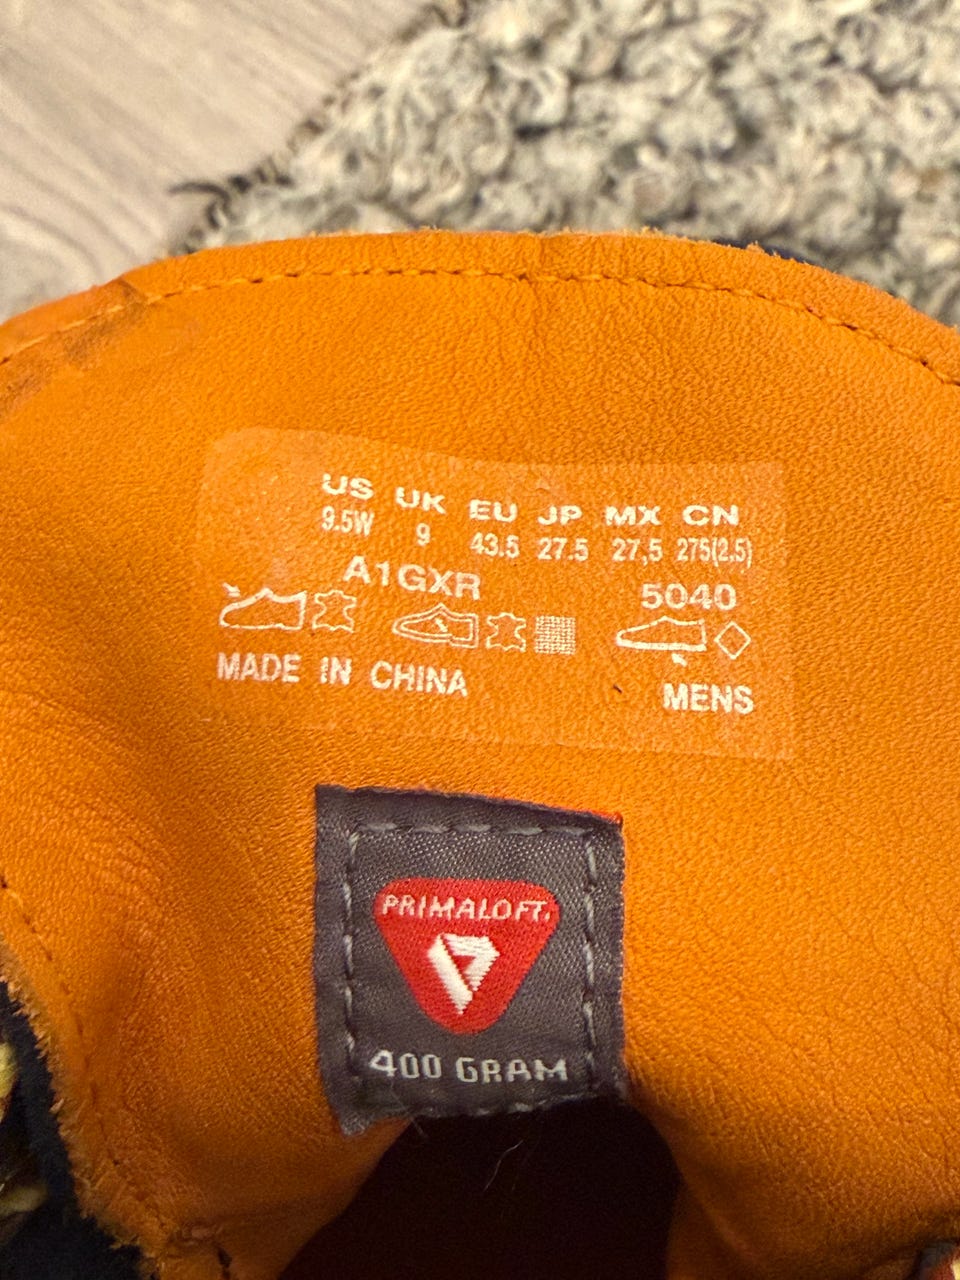 US UK EU JP MX CN
9.5W 9 43.5 27.5 27,5 275(2.5)
A1GXR 5040
MADE IN CHINA MENS
PRIMALOFT.
400 GRAM